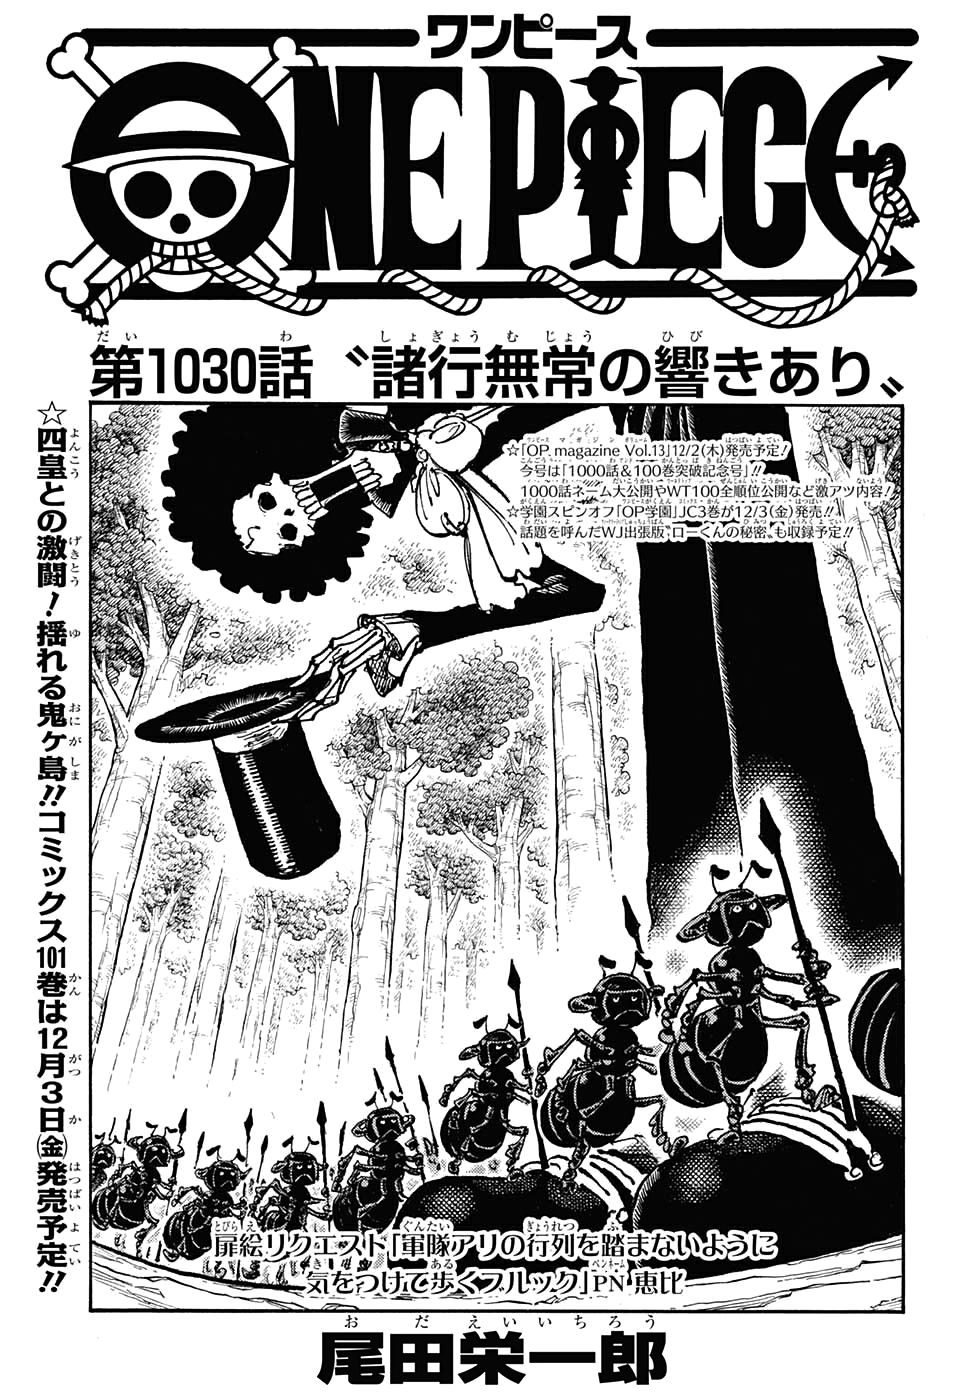 ワンピース
ONE PIECE
第1030話〝諸行無常の響きあり〟
☆四皇との激闘！揺れる鬼ヶ島!!コミックス101巻は12月3日㈮発売予定!!
☆「OP magazine Vol.13」12/2(木)発売予定！
今号は「1000話＆100巻突破記念号」!!
1000話ネーム大公開やWT100全順位公開など激アツ内容！
☆学園スピンオフ「OP学園」JC3巻が12/3(金)発売!!
話題を呼んだWJ出張版〝ローくんの秘密〟も収録予定!!
扉絵リクエスト「軍隊アリの行列を踏まないように
気をつけて歩くブルック」PN 恵比
尾田栄一郎